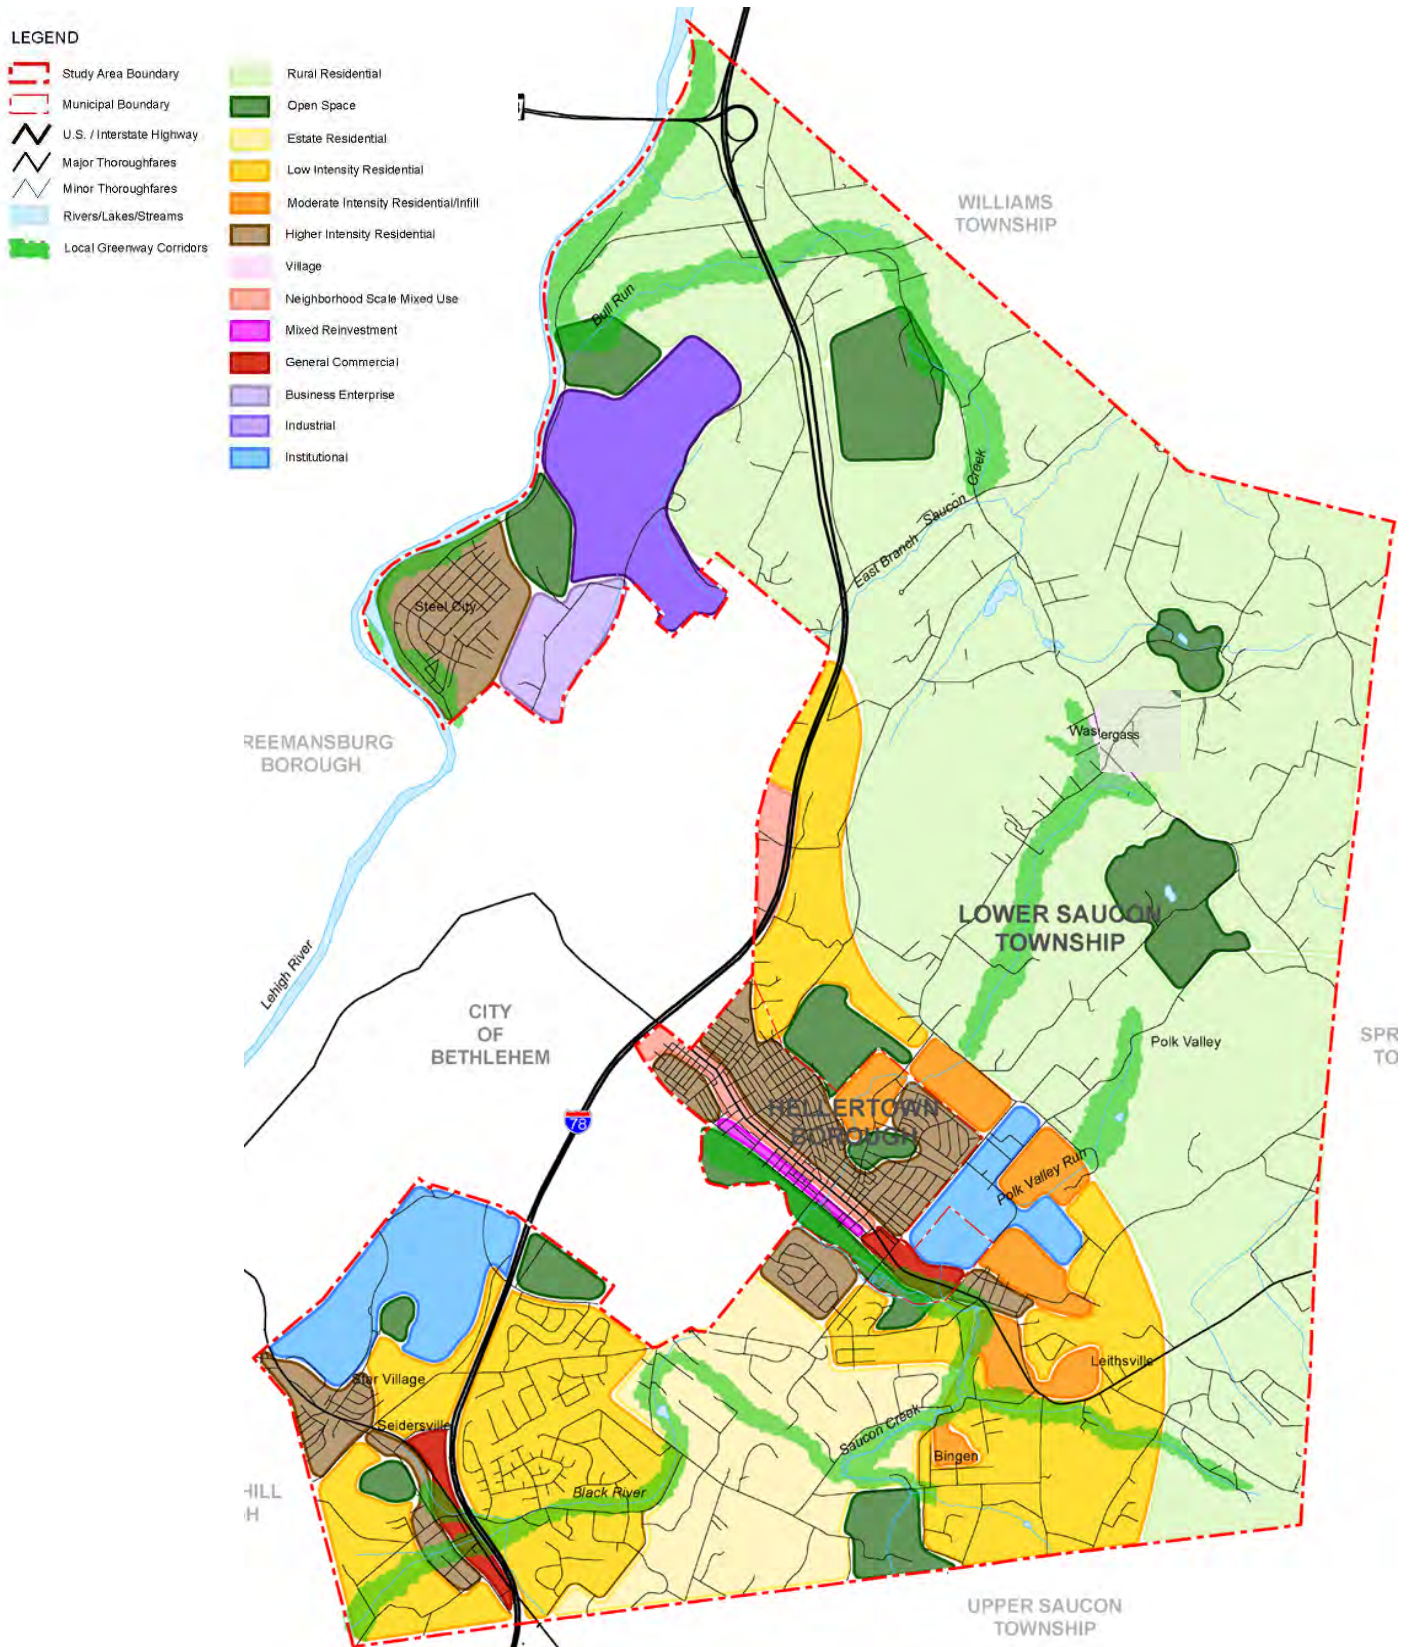 LEGEND
Study Area Boundary
Municipal Boundary
U.S. / Interstate Highway
Major Thoroughfares
Minor Thoroughfares
Rivers/Lakes/Streams
Local Greenway Corridors
Rural Residential
Open Space
Estate Residential
Low Intensity Residential
Moderate Intensity Residential/Infill
Higher Intensity Residential
Village
Neighborhood Scale Mixed Use
Mixed Reinvestment
General Commercial
Business Enterprise
Industrial
Institutional
WILLIAMS
TOWNSHIP
Bull Run
East Branch Saucon Creek
Steel City
REEMANSBURG
BOROUGH
Wassergass
LOWER SAUCON
TOWNSHIP
Lehigh River
CITY
OF
BETHLEHEM
Polk Valley
SPR
TO
78
HELLERTOWN
BOROUGH
Polk Valley Run
Star Village
Leithsville
Seidersville
Saucon Creek
Bingen
Black River
HILL
H
UPPER SAUCON
TOWNSHIP